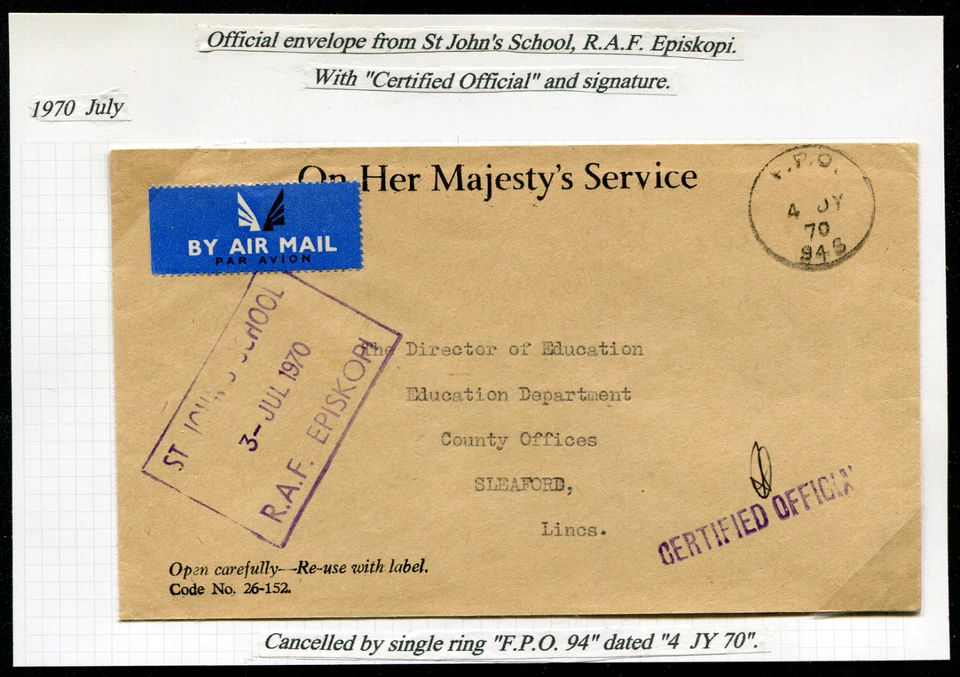 Official envelope from St John's School, R.A.F. Episkopi.
With "Certified Official" and signature.
1970 July
On Her Majesty's Service
BY AIR MAIL
PAR AVION
F.P.O.
4 JY
70
ST JOHN'S SCHOOL
3-JUL 1970
R.A.F. EPISKOPI
The Director of Education
Education Department
County Offices
SLEAFORD,
Lincs.
CERTIFIED OFFICIAL
Open carefully—Re-use with label.
Code No. 26-152.
Cancelled by single ring "F.P.O. 94" dated "4 JY 70".